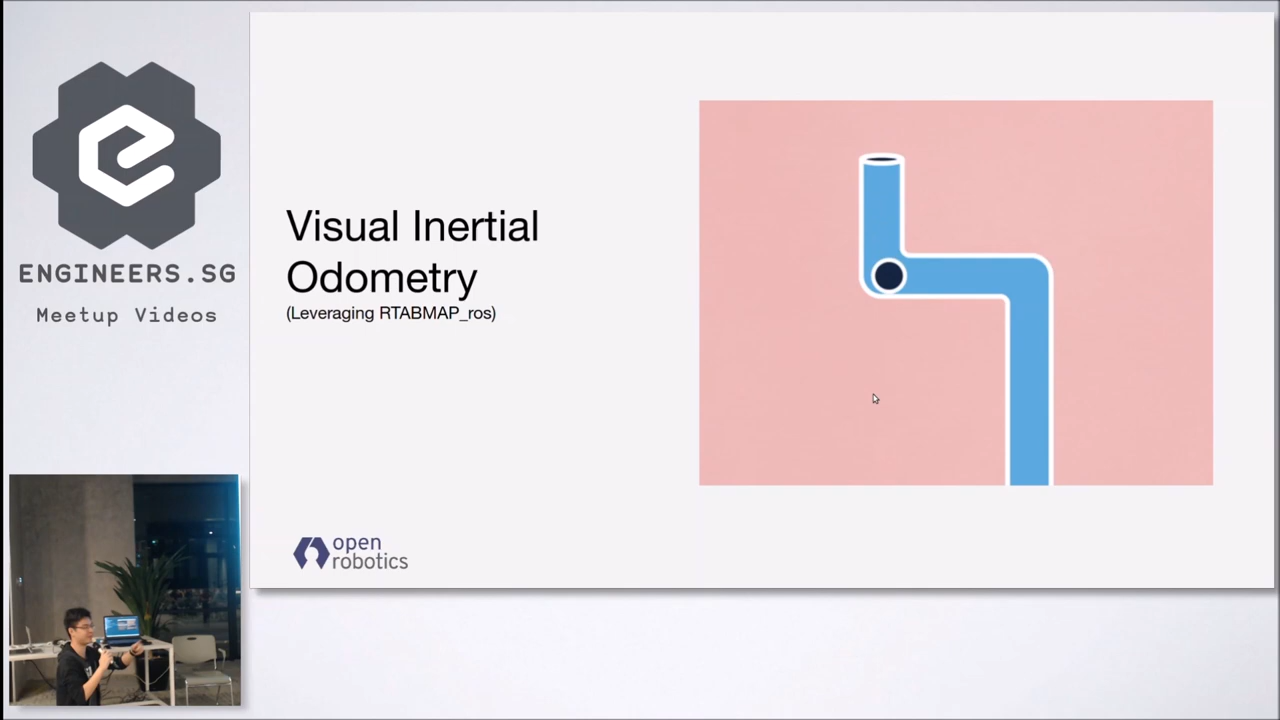 ENGINEERS.SG
Meetup Videos
Visual Inertial
Odometry
(Leveraging RTABMAP_ros)
open
robotics